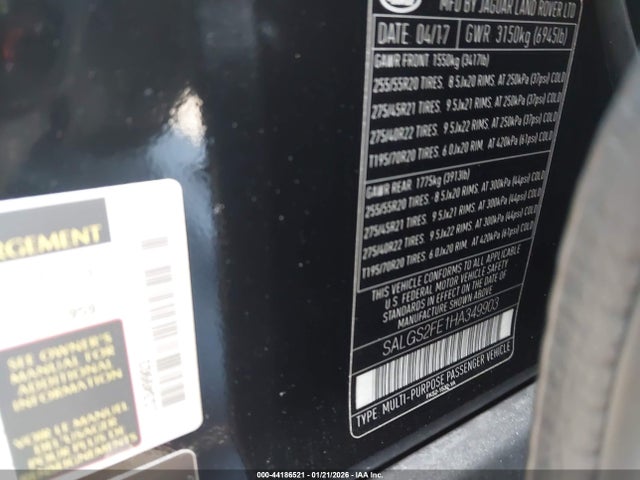 MFD BY JAGUAR LAND ROVER LTD
DATE 04/17 GWR 3150kg (6945lb)
GAWR FRONT 1550kg (3417lb)
255/55R20 TIRES. 8.5Jx20 RIMS. AT 250kPa (37psi) COLD
275/45R21 TIRES. 9.5Jx21 RIMS. AT 250kPa (37psi) COLD
275/40R22 TIRES. 9.5Jx22 RIMS. AT 250kPa (37psi) COLD
T195/70R20 TIRES. 6.0Jx20 RIM. AT 420kPa (61psi) COLD
GAWR REAR 1775kg (3913lb)
255/55R20 TIRES. 8.5Jx20 RIMS. AT 300kPa (44psi) COLD
275/45R21 TIRES. 9.5Jx21 RIMS. AT 300kPa (44psi) COLD
275/40R22 TIRES. 9.5Jx22 RIMS. AT 300kPa (44psi) COLD
T195/70R20 TIRES. 6.0Jx20 RIM. AT 420kPa (61psi) COLD
THIS VEHICLE CONFORMS TO ALL APPLICABLE
U.S. FEDERAL MOTOR VEHICLE SAFETY
STANDARDS IN EFFECT ON THE DATE OF
MANUFACTURE SHOWN ABOVE
SALGS2FE1HA349903
TYPE: MULTI-PURPOSE PASSENGER VEHICLE
RGEMENT
959
SEE OWNER'S
MANUAL FOR
ADDITIONAL
INFORMATION
000-44186521 - 01/21/2026 - IAA Inc.